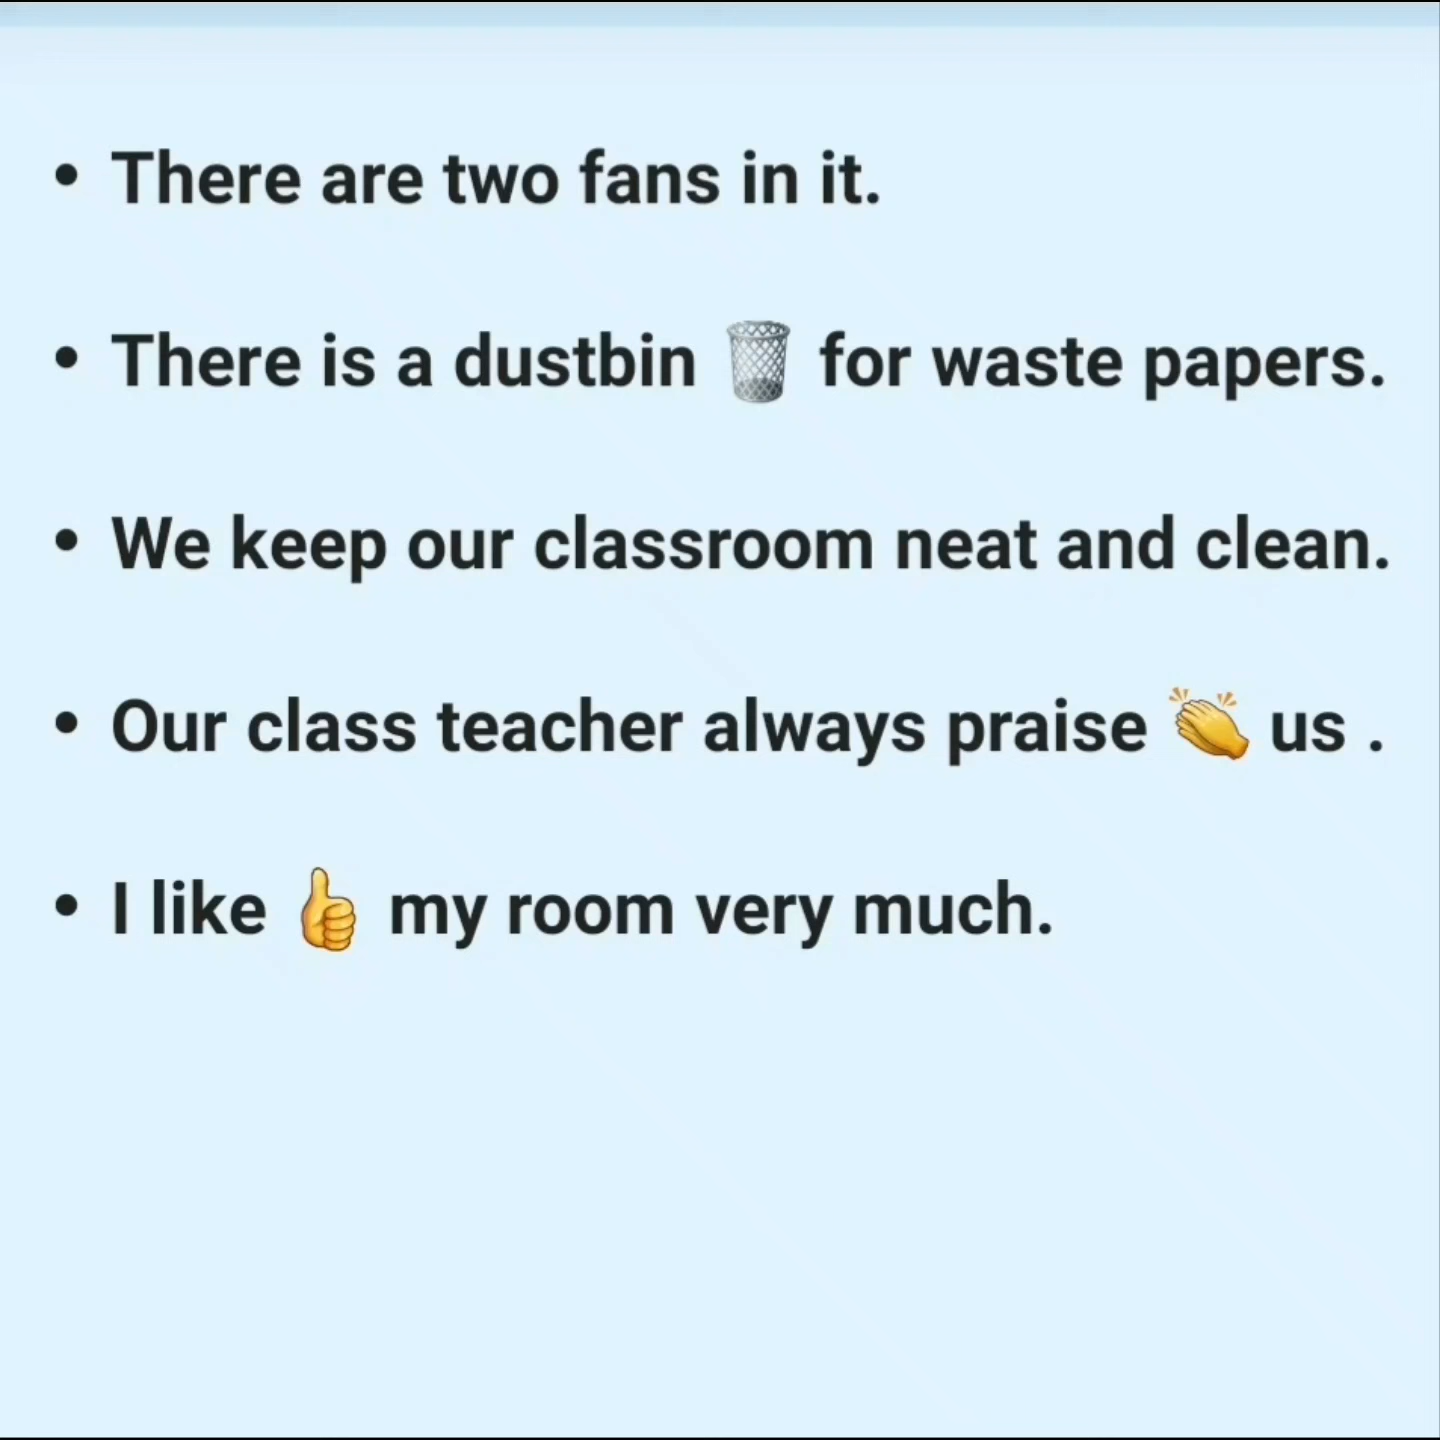 • There are two fans in it.
• There is a dustbin 🗑️ for waste papers.
• We keep our classroom neat and clean.
• Our class teacher always praise 👏 us .
• I like 👍 my room very much.